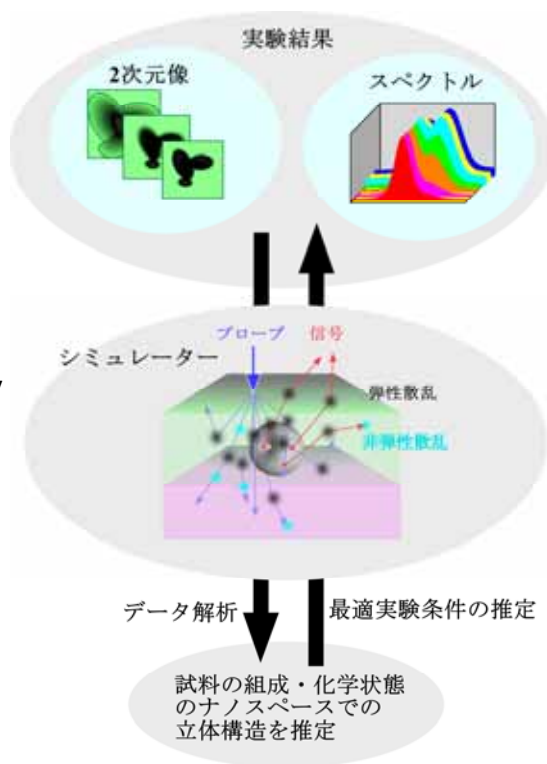 実験結果
2次元像
スペクトル
プローブ
信号
シミュレーター
弾性散乱
非弾性散乱
データ解析
最適実験条件の推定
試料の組成・化学状態
のナノスペースでの
立体構造を推定